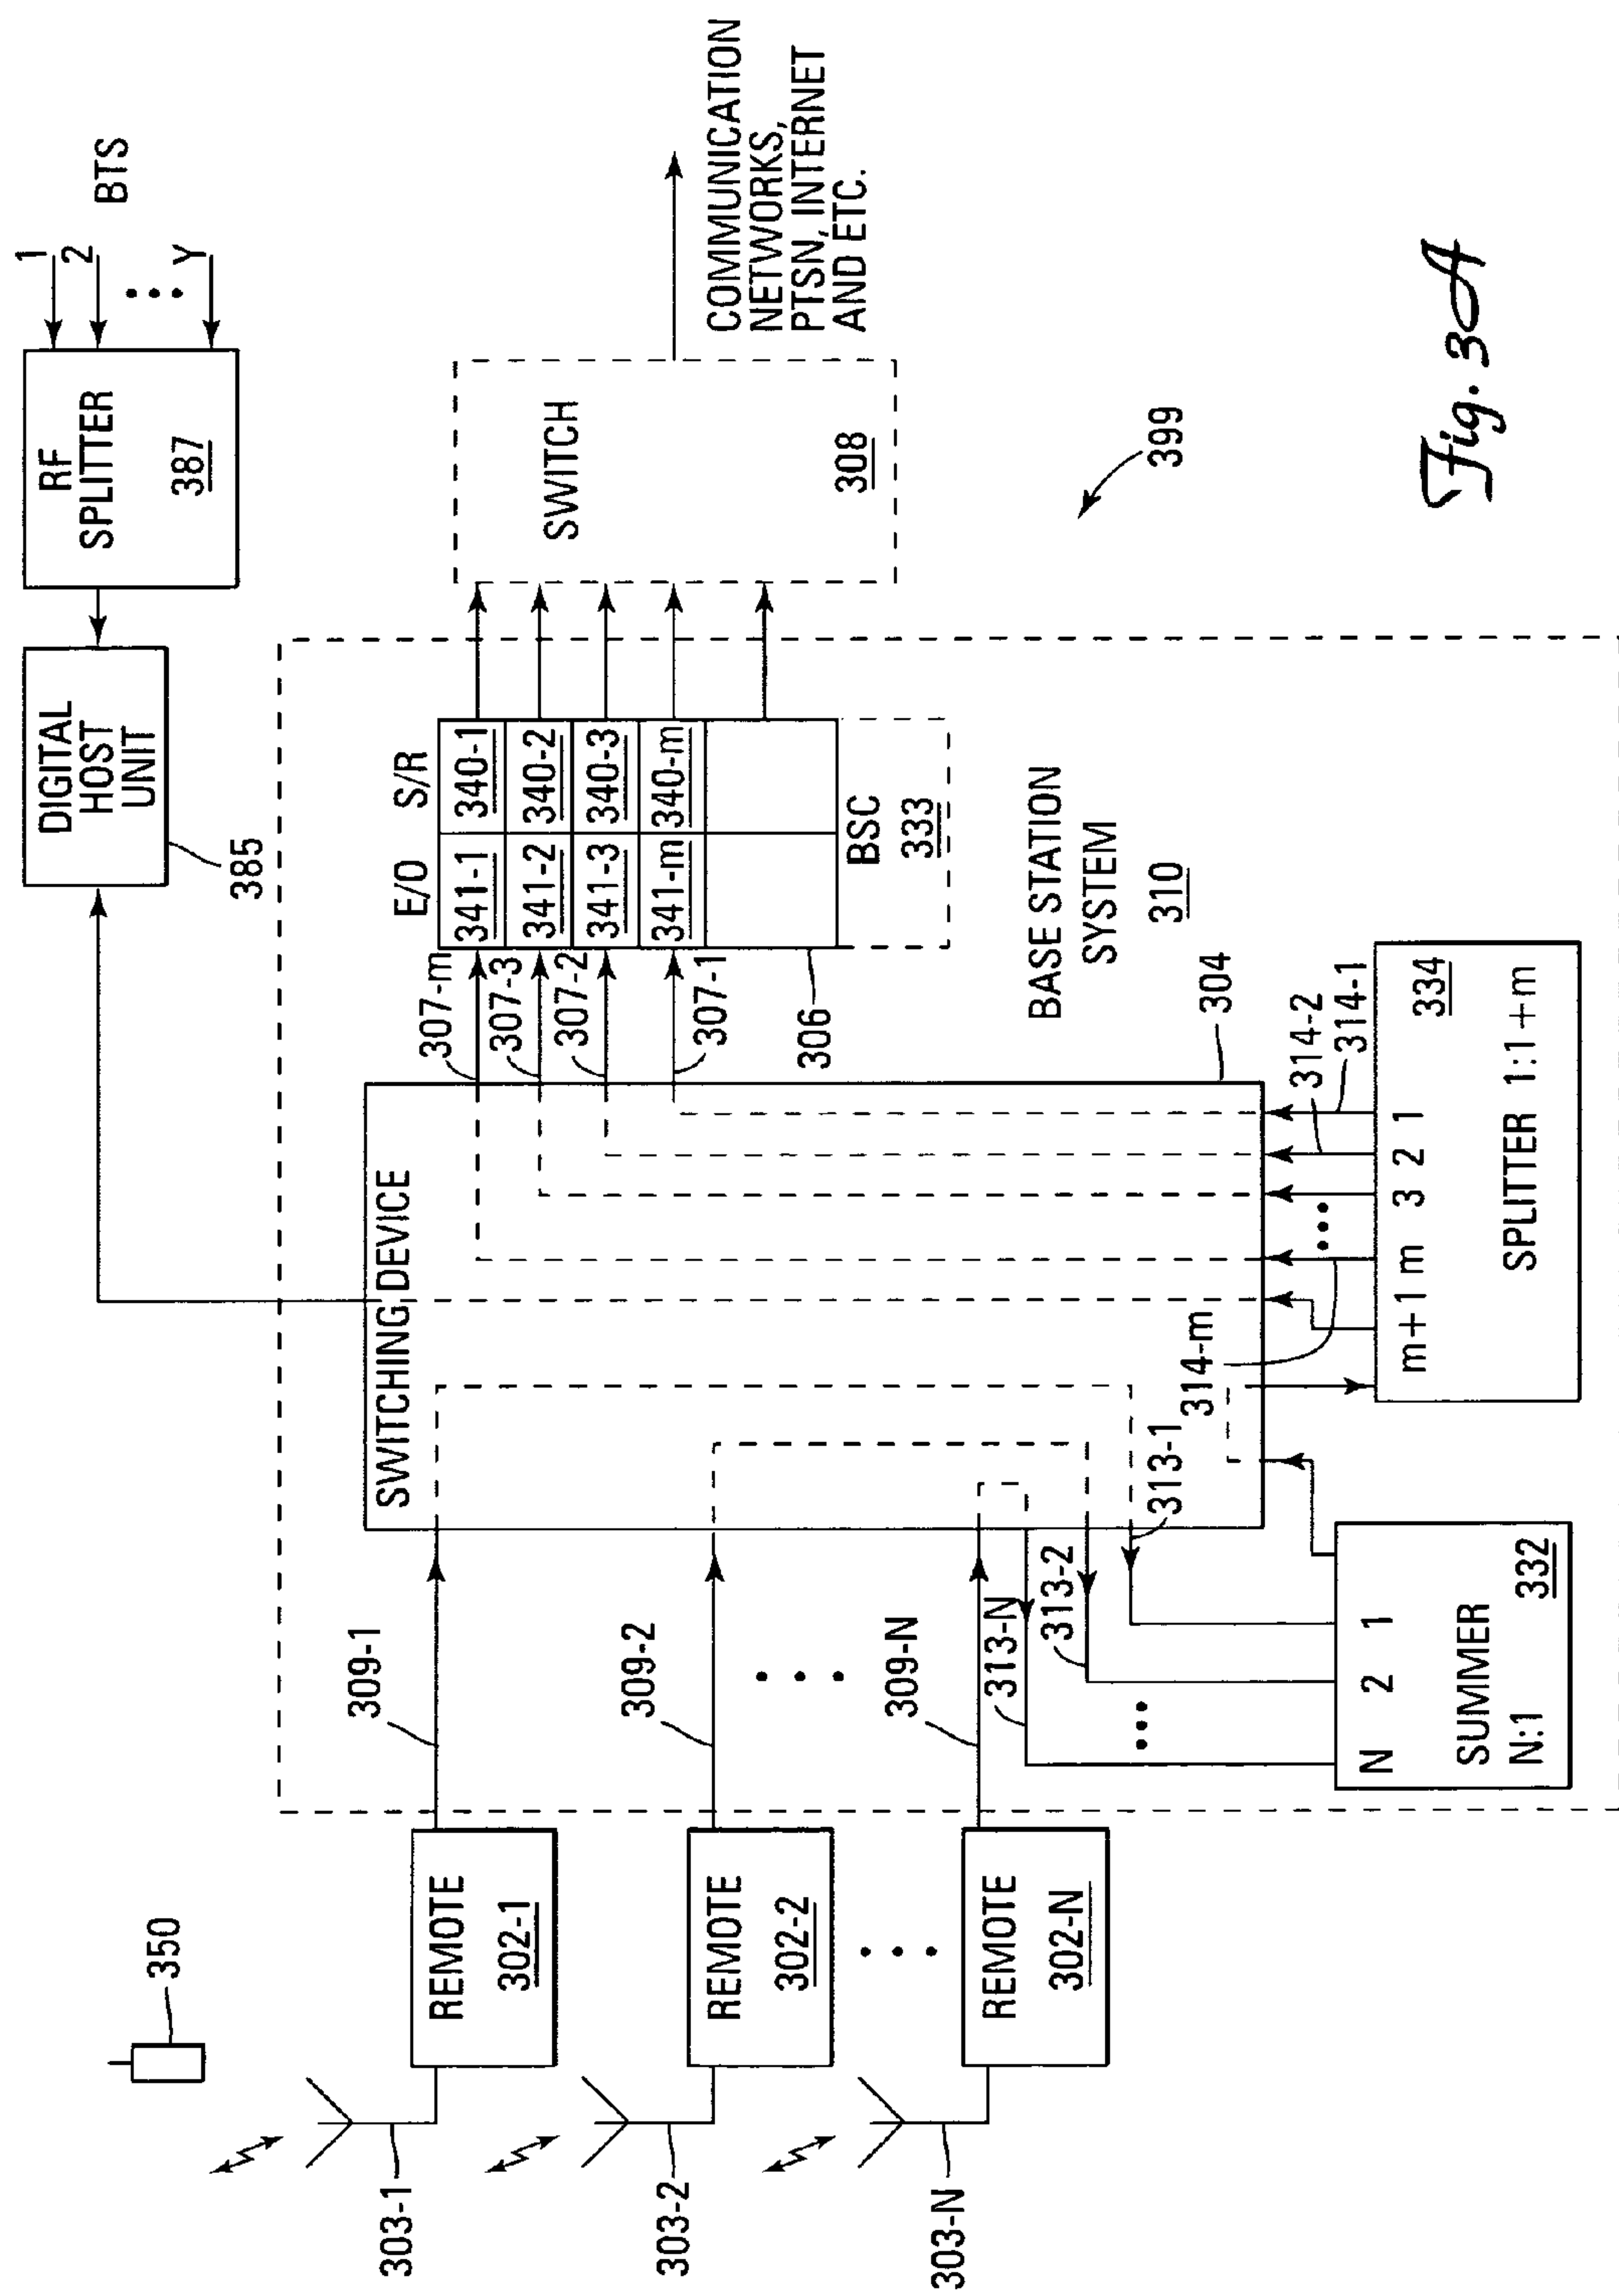 1
2
Y
BTS
RF
SPLITTER
387
DIGITAL
HOST
UNIT
385
350
303-1
303-2
303-N
REMOTE
302-1
REMOTE
302-2
REMOTE
302-N
309-1
309-2
309-N
SWITCHING DEVICE
304
313-N
313-2
313-1
314-m
314-2
314-1
N 2 1
SUMMER
N:1
332
m+1 m 3 2 1
334
SPLITTER 1:1+m
307-m
307-3
307-2
307-1
306
E/O S/R
341-1 340-1
341-2 340-2
341-3 340-3
341-m 340-m
BSC
333
BASE STATION
SYSTEM
310
SWITCH
308
COMMUNICATION
NETWORKS,
PTSN, INTERNET
AND ETC.
399
Fig. 3A